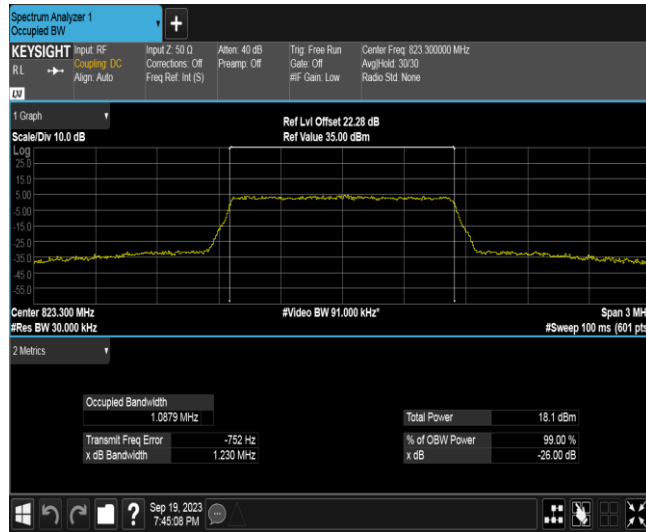 Spectrum Analyzer 1
Occupied BW
+
KEYSIGHT
RL
LXI
Input: RF
Coupling: DC
Align: Auto
Input Z: 50 Ω
Corrections: Off
Freq Ref: Int (S)
Atten: 40 dB
Preamp: Off
Trig: Free Run
Gate: Off
#IF Gain: Low
Center Freq: 823.300000 MHz
Avg|Hold: 30/30
Radio Std: None
1 Graph
Scale/Div 10.0 dB
Ref Lvl Offset 22.28 dB
Ref Value 35.00 dBm
Log
25.0
15.0
5.00
-5.00
-15.0
-25.0
-35.0
-45.0
-55.0
Center 823.300 MHz
#Res BW 30.000 kHz
#Video BW 91.000 kHz*
Span 3 MH
#Sweep 100 ms (601 pts
2 Metrics
Occupied Bandwidth
1.0879 MHz
Transmit Freq Error -752 Hz
x dB Bandwidth 1.230 MHz
Total Power 18.1 dBm
% of OBW Power 99.00 %
x dB -26.00 dB
?
Sep 19, 2023
7:45:08 PM